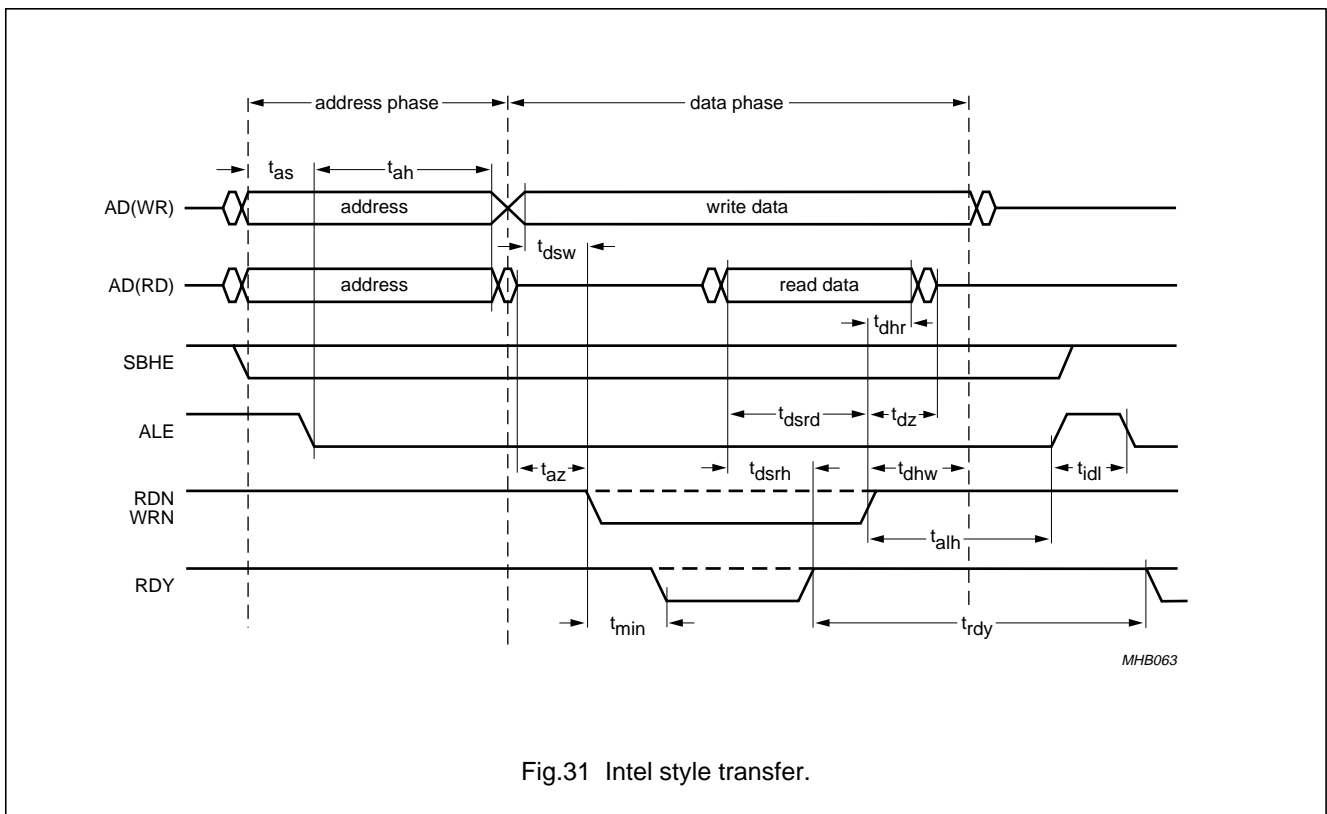 address phase data phase
tas tah
AD(WR) address write data
tdsw
AD(RD) address read data
tdhr
SBHE
tdsrd tdz
ALE
taz tdsrh tdhw tidl
RDN
WRN
talh
RDY
tmin trdy
MHB063
Fig.31 Intel style transfer.